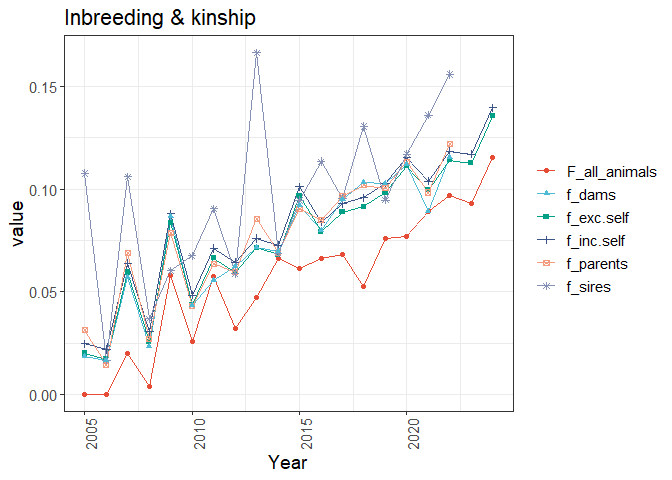 Inbreeding & kinship
value
0.15
0.10
0.05
0.00
2005
2010
2015
2020
Year
F_all_animals
f_dams
f_exc.self
f_inc.self
f_parents
f_sires